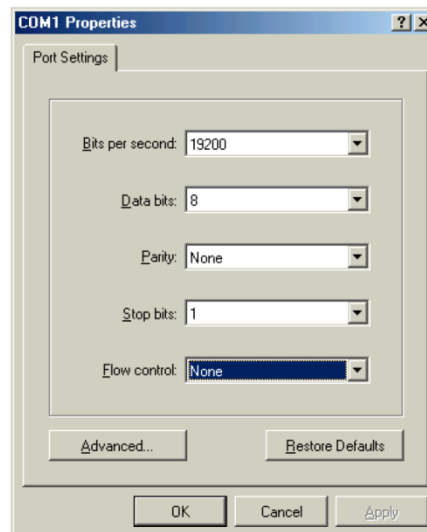 COM1 Properties
Port Settings
Bits per second: 19200
Data bits: 8
Parity: None
Stop bits: 1
Flow control: None
Advanced... Restore Defaults
OK Cancel Apply